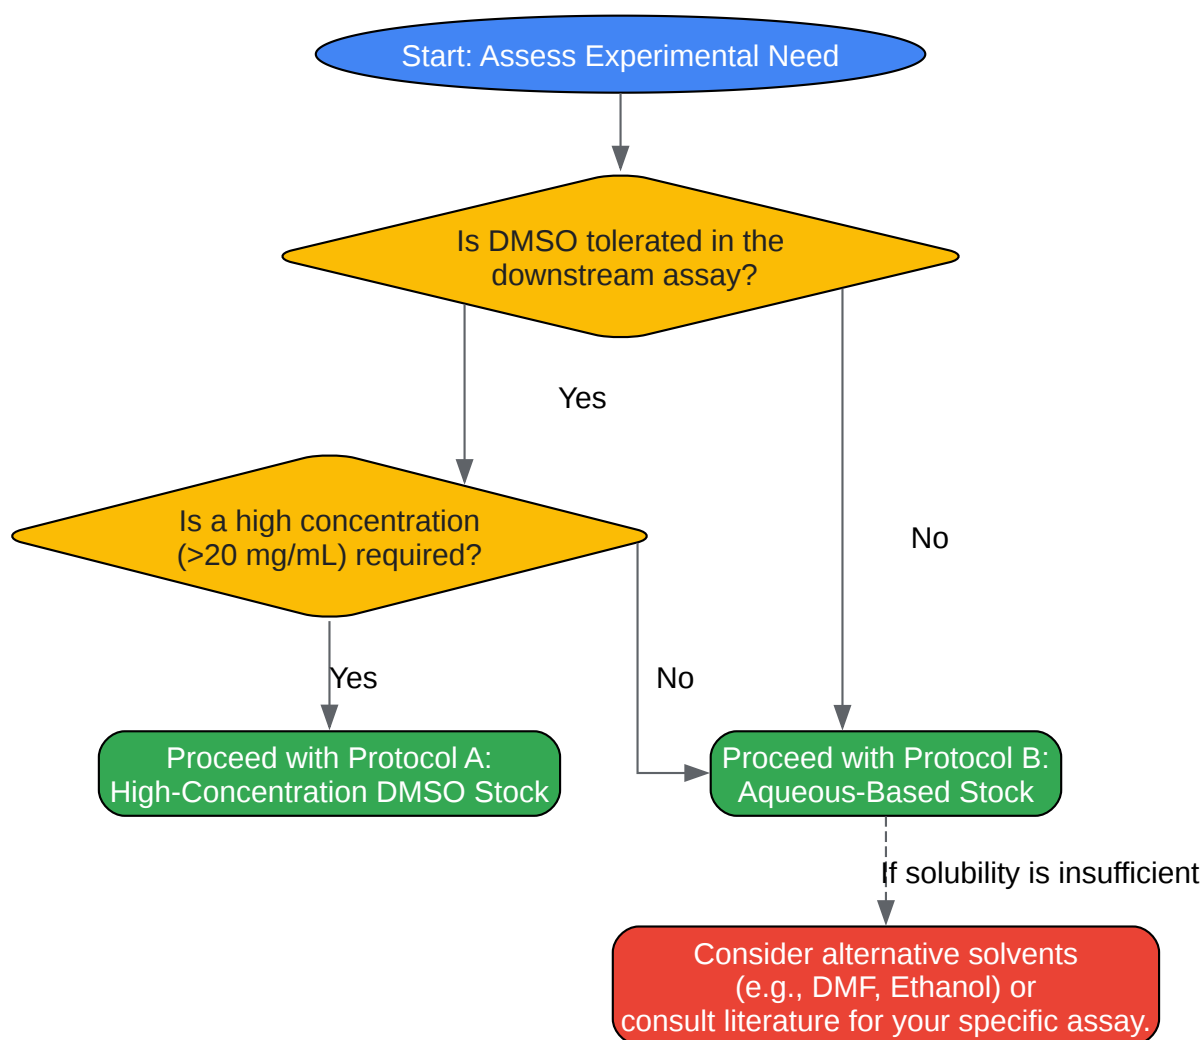 Start: Assess Experimental Need
Is DMSO tolerated in the
downstream assay?
Yes
Is a high concentration
(>20 mg/mL) required?
No
Yes
No
Proceed with Protocol A:
High-Concentration DMSO Stock
Proceed with Protocol B:
Aqueous-Based Stock
If solubility is insufficient
Consider alternative solvents
(e.g., DMF, Ethanol) or
consult literature for your specific assay.